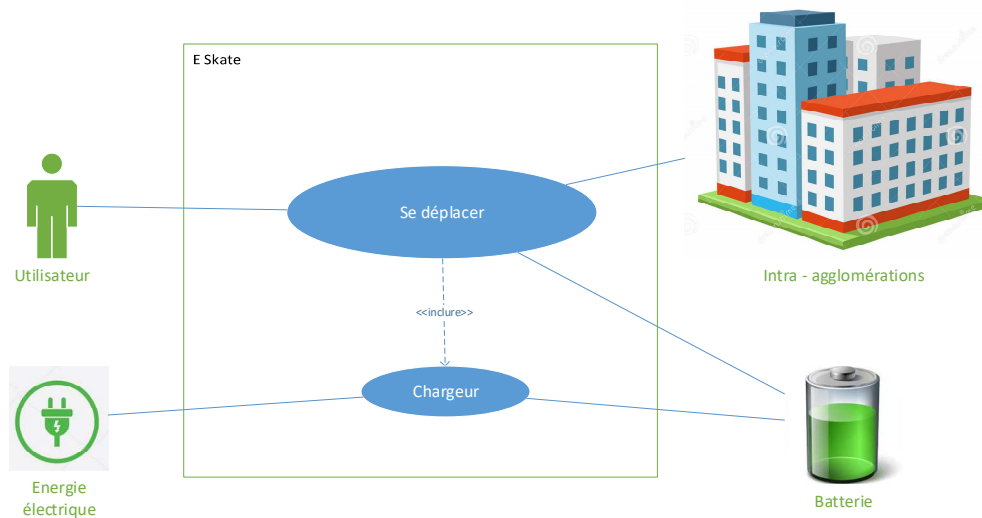 E Skate
Se déplacer
Utilisateur
Intra - agglomérations
<<inclure>>
Chargeur
Energie
électrique
Batterie